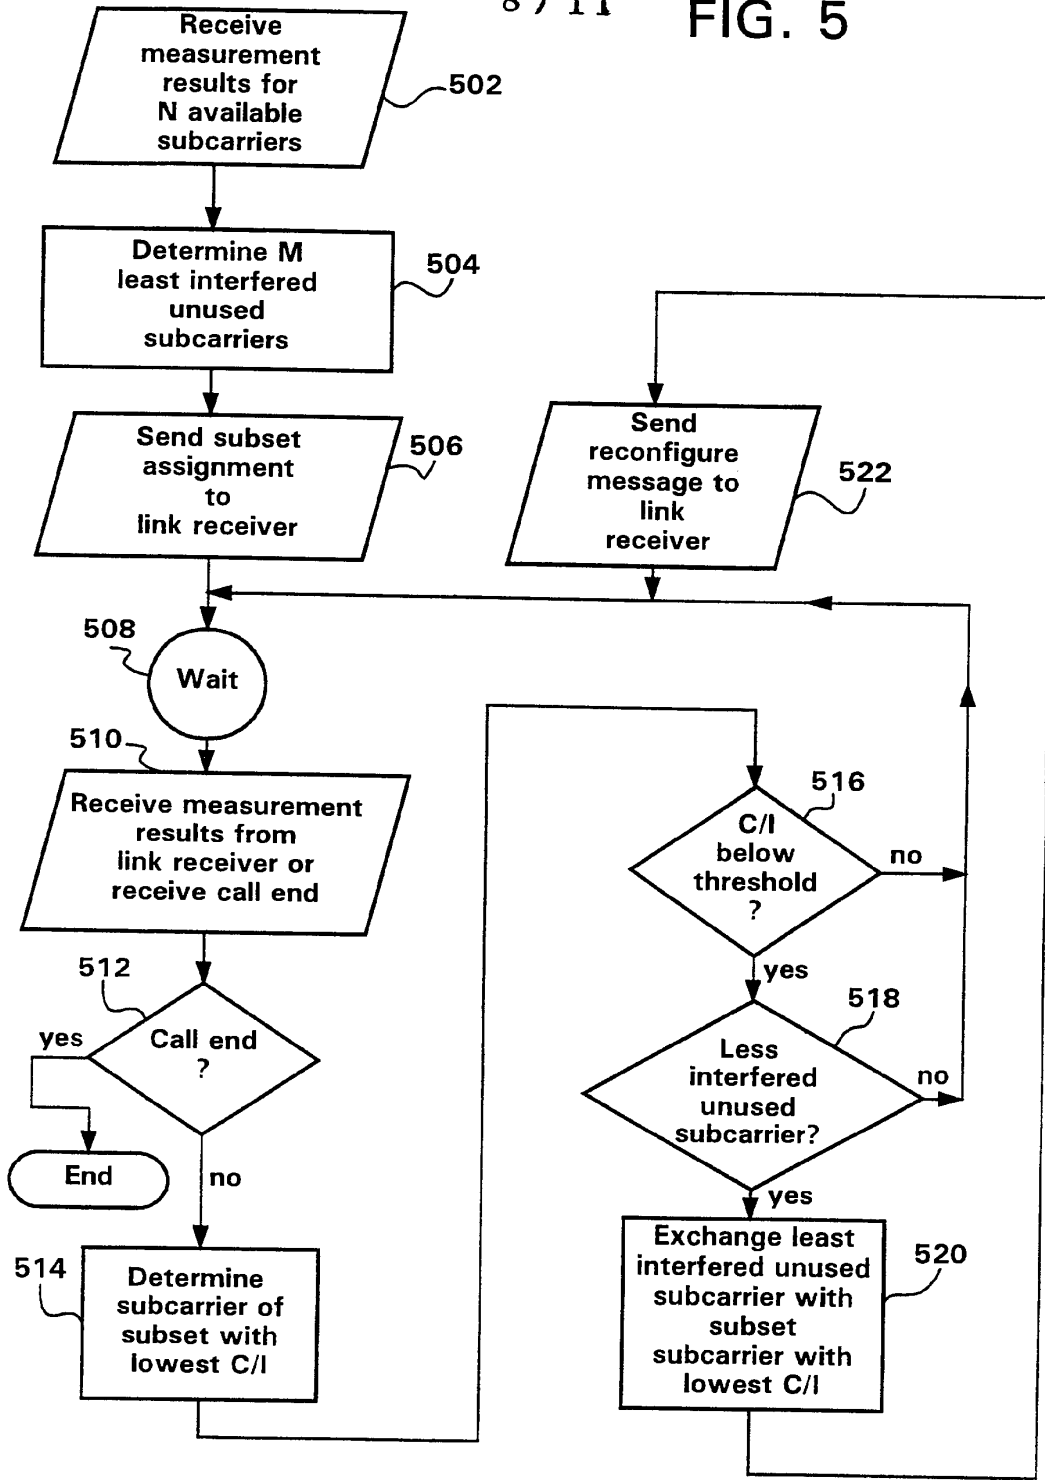 8 / 11
FIG. 5
Receive
measurement
results for
N available
subcarriers
502
Determine M
least interfered
unused
subcarriers
504
Send subset
assignment
to
link receiver
506
Send
reconfigure
message to
link
receiver
522
508
Wait
510
Receive measurement
results from
link receiver or
receive call end
512
Call end
?
yes
End
no
514
Determine
subcarrier of
subset with
lowest C/I
516
C/I
below
threshold
?
no
yes
518
Less
interfered
unused
subcarrier?
no
yes
Exchange least
interfered unused
subcarrier with
subset
subcarrier with
lowest C/I
520